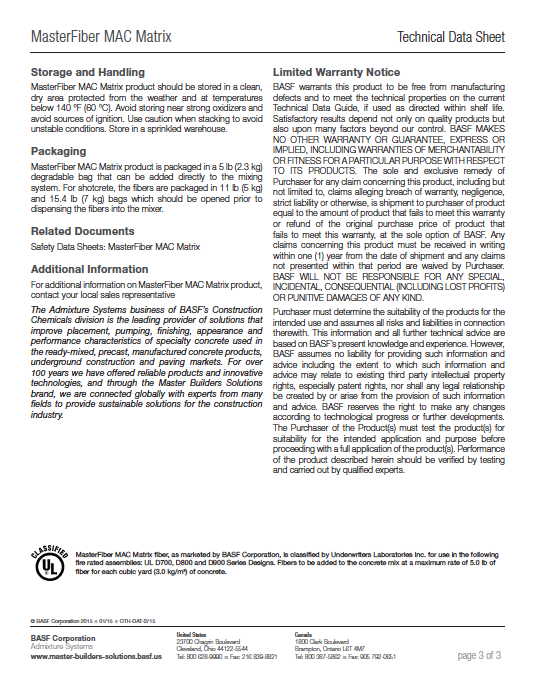 MasterFiber MAC Matrix
Technical Data Sheet
Storage and Handling
MasterFiber MAC Matrix product should be stored in a clean,
dry area protected from the weather and at temperatures
below 140 ºF (60 ºC). Avoid storing near strong oxidizers and
avoid sources of ignition. Use caution when stacking to avoid
unstable conditions. Store in a sprinkled warehouse.
Packaging
MasterFiber MAC Matrix product is packaged in a 5 lb (2.3 kg)
degradable bag that can be added directly to the mixing
system. For shotcrete, the fibers are packaged in 11 lb (5 kg)
and 15.4 lb (7 kg) bags which should be opened prior to
dispensing the fibers into the mixer.
Related Documents
Safety Data Sheets: MasterFiber MAC Matrix
Additional Information
For additional information on MasterFiber MAC Matrix product,
contact your local sales representative
The Admixture Systems business of BASF's Construction
Chemicals division is the leading provider of solutions that
improve placement, pumping, finishing, appearance and
performance characteristics of specialty concrete used in
the ready-mixed, precast, manufactured concrete products,
underground construction and paving markets. For over
100 years we have offered reliable products and innovative
technologies, and through the Master Builders Solutions
brand, we are connected globally with experts from many
fields to provide sustainable solutions for the construction
industry.
Limited Warranty Notice
BASF warrants this product to be free from manufacturing
defects and to meet the technical properties on the current
Technical Data Guide, if used as directed within shelf life.
Satisfactory results depend not only on quality products but
also upon many factors beyond our control. BASF MAKES
NO OTHER WARRANTY OR GUARANTEE, EXPRESS OR
IMPLIED, INCLUDING WARRANTIES OF MERCHANTABILITY
OR FITNESS FOR A PARTICULAR PURPOSE WITH RESPECT
TO ITS PRODUCTS. The sole and exclusive remedy of
Purchaser for any claim concerning this product, including but
not limited to, claims alleging breach of warranty, negligence,
strict liability or otherwise, is shipment to purchaser of product
equal to the amount of product that fails to meet this warranty
or refund of the original purchase price of product that
fails to meet this warranty, at the sole option of BASF. Any
claims concerning this product must be received in writing
within one (1) year from the date of shipment and any claims
not presented within that period are waived by Purchaser.
BASF WILL NOT BE RESPONSIBLE FOR ANY SPECIAL,
INCIDENTAL, CONSEQUENTIAL (INCLUDING LOST PROFITS)
OR PUNITIVE DAMAGES OF ANY KIND.
Purchaser must determine the suitability of the products for the
intended use and assumes all risks and liabilities in connection
therewith. This information and all further technical advice are
based on BASF's present knowledge and experience. However,
BASF assumes no liability for providing such information and
advice including the extent to which such information and
advice may relate to existing third party intellectual property
rights, especially patent rights, nor shall any legal relationship
be created by or arise from the provision of such information
and advice. BASF reserves the right to make any changes
according to technological progress or further developments.
The Purchaser of the Product(s) must test the product(s) for
suitability for the intended application and purpose before
proceeding with a full application of the product(s). Performance
of the product described herein should be verified by testing
and carried out by qualified experts.
CLASSIFIED
UL
MasterFiber MAC Matrix fiber, as marketed by BASF Corporation, is classified by Underwriters Laboratories Inc. for use in the following
fire rated assemblies: UL D700, D800 and D900 Series Designs. Fibers to be added to the concrete mix at a maximum rate of 5.0 lb of
fiber for each cubic yard (3.0 kg/m³) of concrete.
© BASF Corporation 2015 ■ 01/15 ■ OTH-DAT-0715
BASF Corporation
Admixture Systems
www.master-builders-solutions.basf.us
United States
23700 Chagrin Boulevard
Cleveland, Ohio 44122-5544
Tel: 800 628-9990 ■ Fax: 216 839-8821
Canada
1800 Clark Boulevard
Brampton, Ontario L6T 4M7
Tel: 800 387-5862 ■ Fax: 905 792-0651
page 3 of 3